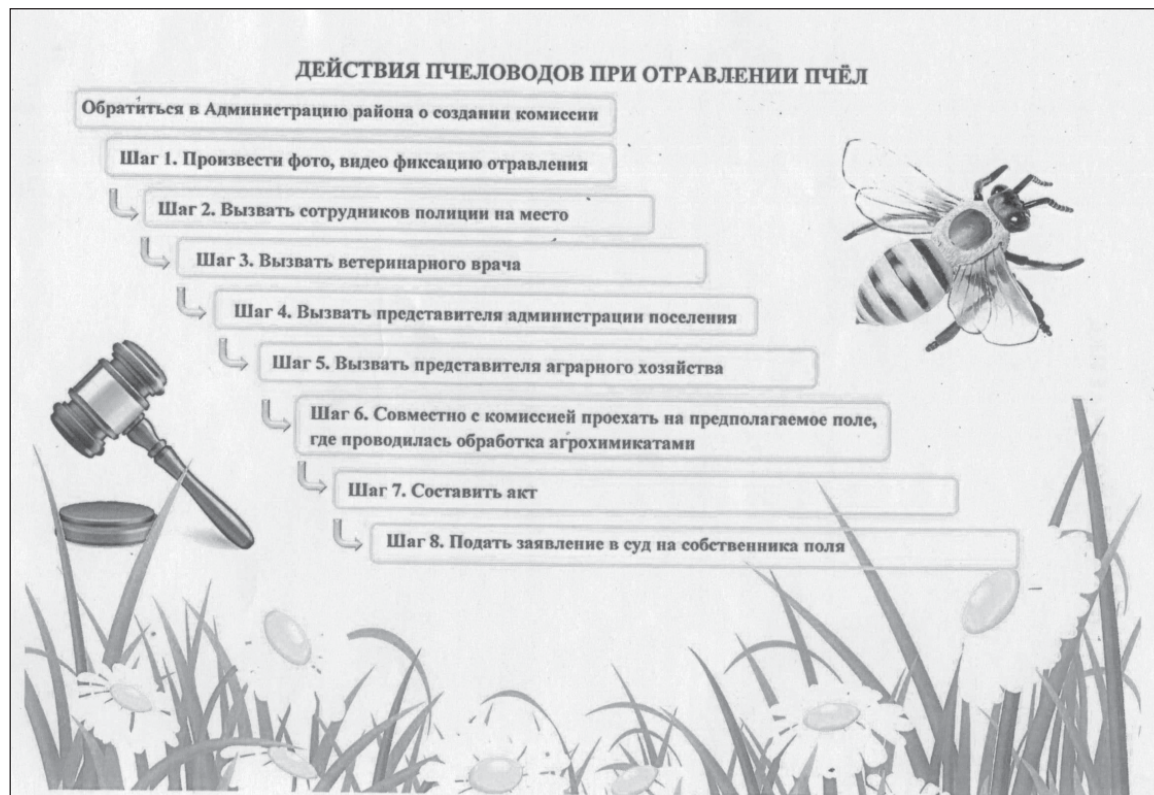 ДЕЙСТВИЯ ПЧЕЛОВОДОВ ПРИ ОТРАВЛЕНИИ ПЧЁЛ
Обратиться в Администрацию района о создании комиссии
Шаг 1. Произвести фото, видео фиксацию отравления
Шаг 2. Вызвать сотрудников полиции на место
Шаг 3. Вызвать ветеринарного врача
Шаг 4. Вызвать представителя администрации поселения
Шаг 5. Вызвать представителя аграрного хозяйства
Шаг 6. Совместно с комиссией проехать на предполагаемое поле,
где проводилась обработка агрохимикатами
Шаг 7. Составить акт
Шаг 8. Подать заявление в суд на собственника поля